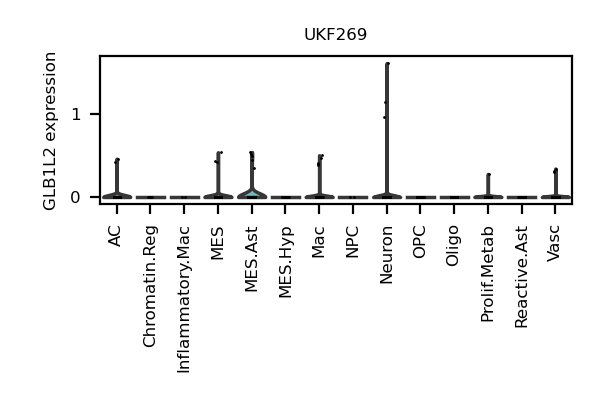 UKF269
GLB1L2 expression
1
0
AC
Chromatin.Reg
Inflammatory.Mac
MES
MES.Ast
MES.Hyp
Mac
NPC
Neuron
OPC
Oligo
Prolif.Metab
Reactive.Ast
Vasc